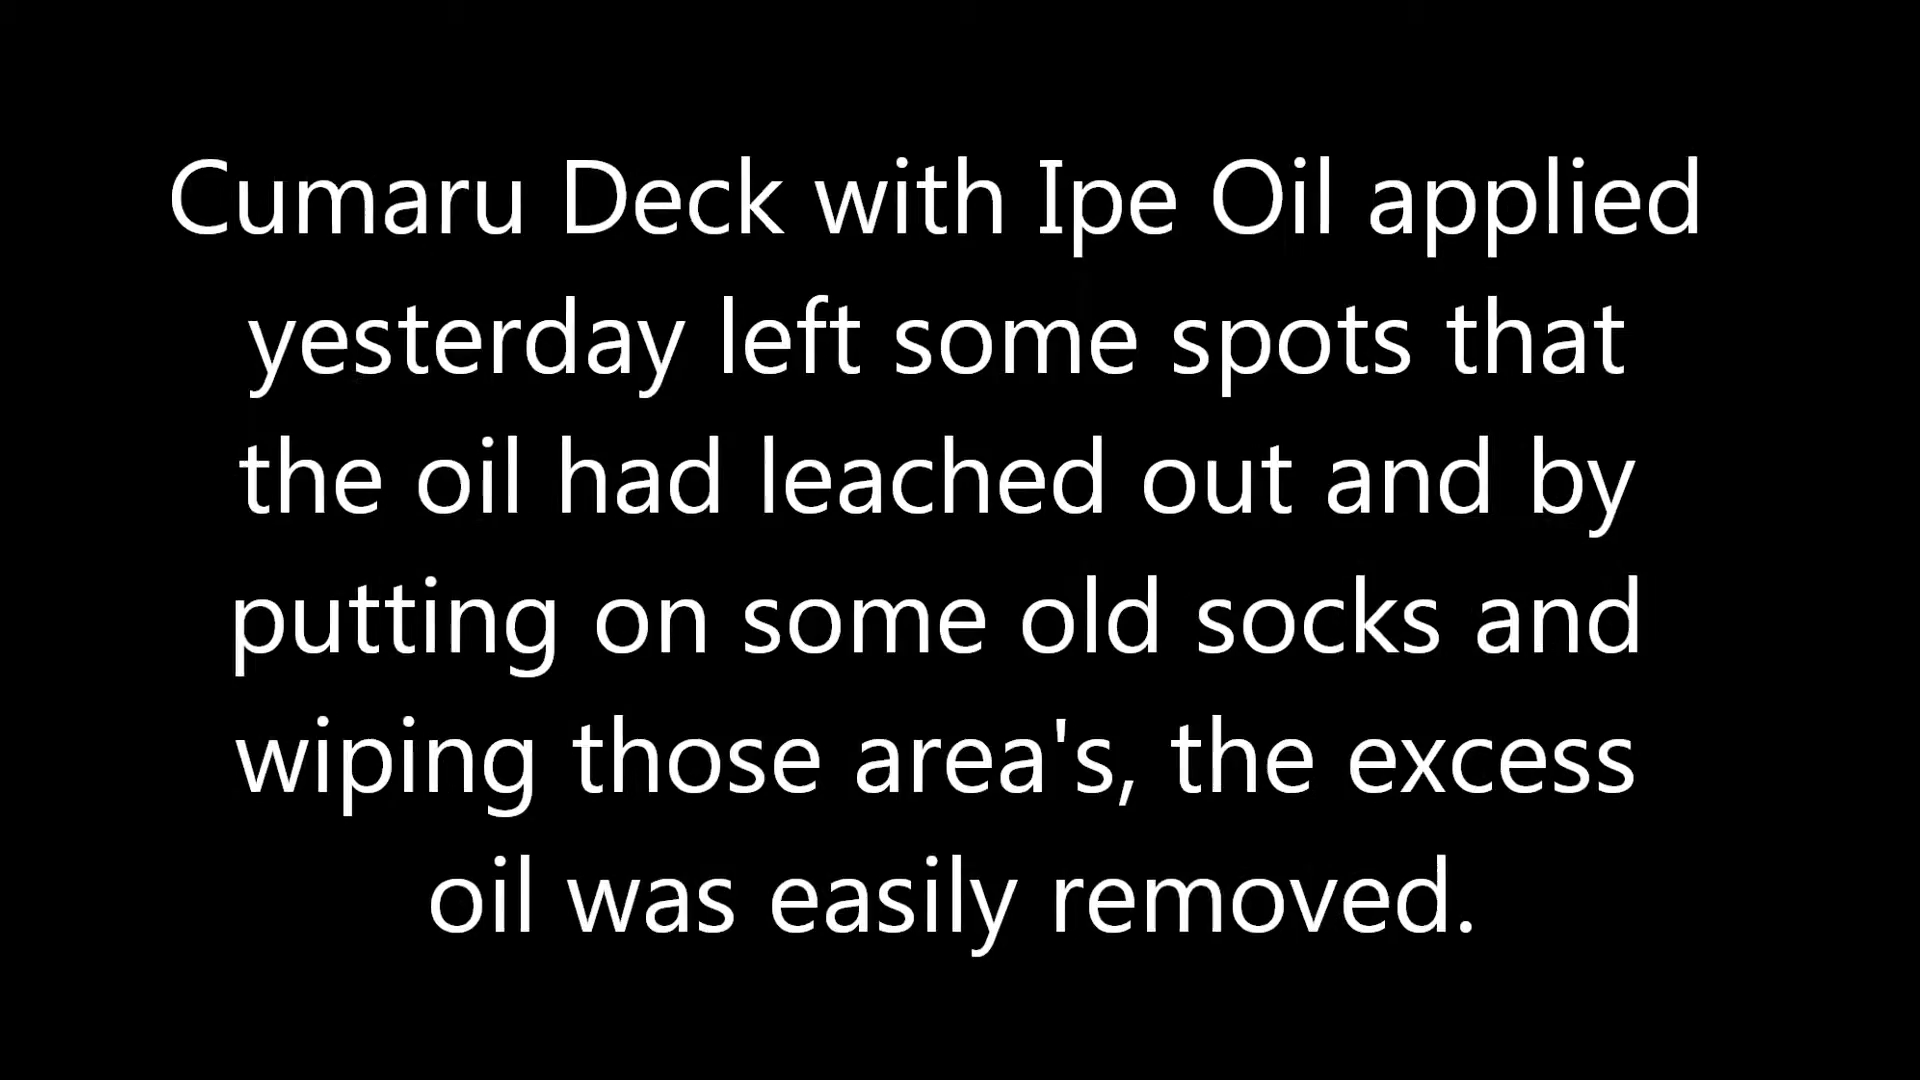 Cumaru Deck with Ipe Oil applied
yesterday left some spots that
the oil had leached out and by
putting on some old socks and
wiping those area's, the excess
oil was easily removed.